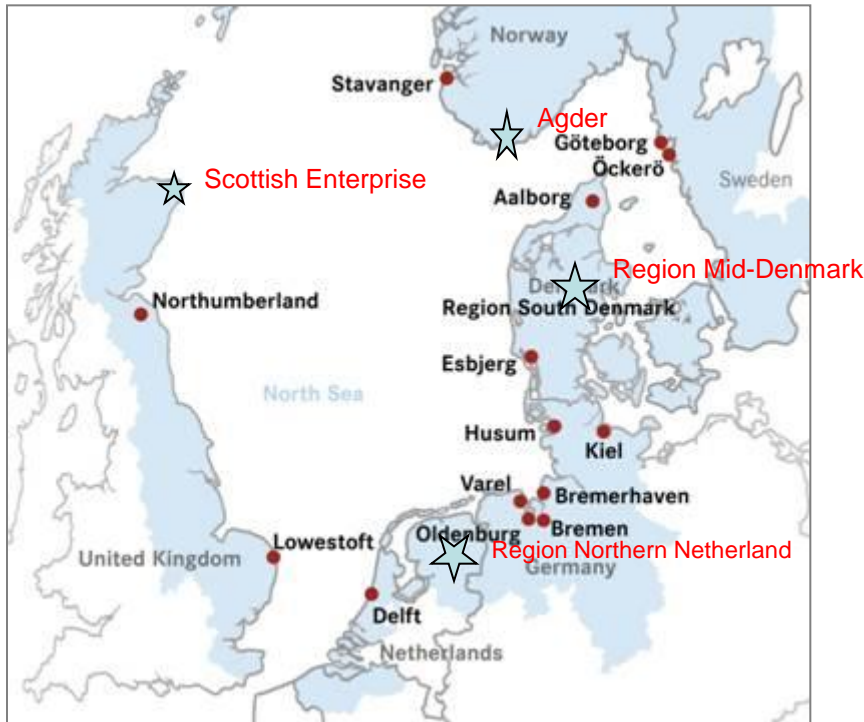 Norway
Stavanger
Agder
Göteborg
Öckerö
Scottish Enterprise
Sweden
Aalborg
Region Mid-Denmark
Denmark
Northumberland
Region South Denmark
Esbjerg
North Sea
Husum
Kiel
Varel
Bremerhaven
Oldenburg
Bremen
Lowestoft
Region Northern Netherland
United Kingdom
Germany
Delft
Netherlands